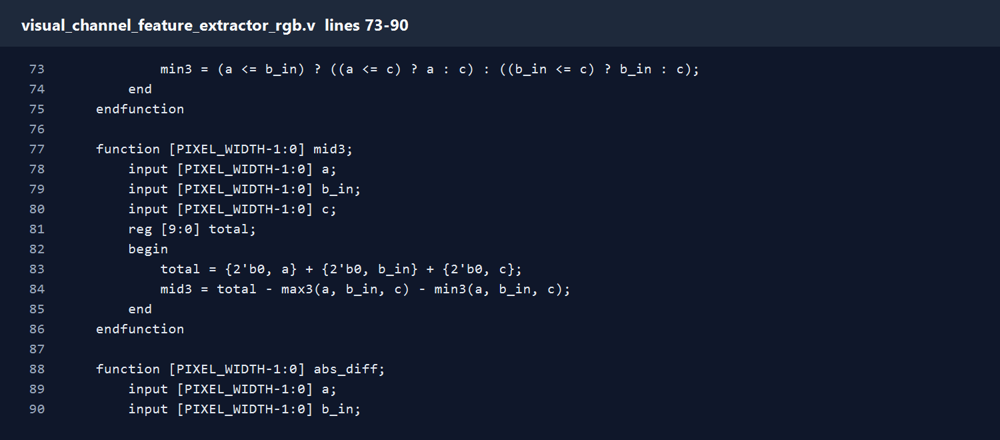 visual_channel_feature_extractor_rgb.v lines 73-90
73 min3 = (a <= b_in) ? ((a <= c) ? a : c) : ((b_in <= c) ? b_in : c);
74 end
75 endfunction
76
77 function [PIXEL_WIDTH-1:0] mid3;
78 input [PIXEL_WIDTH-1:0] a;
79 input [PIXEL_WIDTH-1:0] b_in;
80 input [PIXEL_WIDTH-1:0] c;
81 reg [9:0] total;
82 begin
83 total = {2'b0, a} + {2'b0, b_in} + {2'b0, c};
84 mid3 = total - max3(a, b_in, c) - min3(a, b_in, c);
85 end
86 endfunction
87
88 function [PIXEL_WIDTH-1:0] abs_diff;
89 input [PIXEL_WIDTH-1:0] a;
90 input [PIXEL_WIDTH-1:0] b_in;